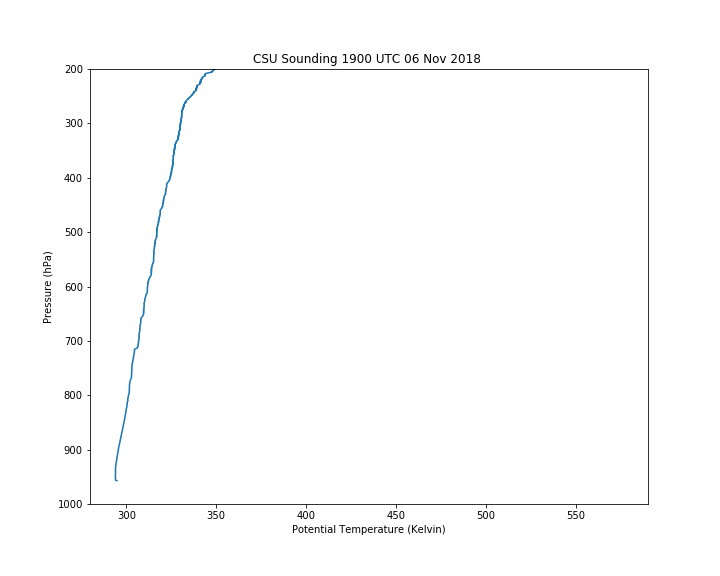 CSU Sounding 1900 UTC 06 Nov 2018
200
300
400
500
600
700
800
900
1000
Pressure (hPa)
300 350 400 450 500 550
Potential Temperature (Kelvin)